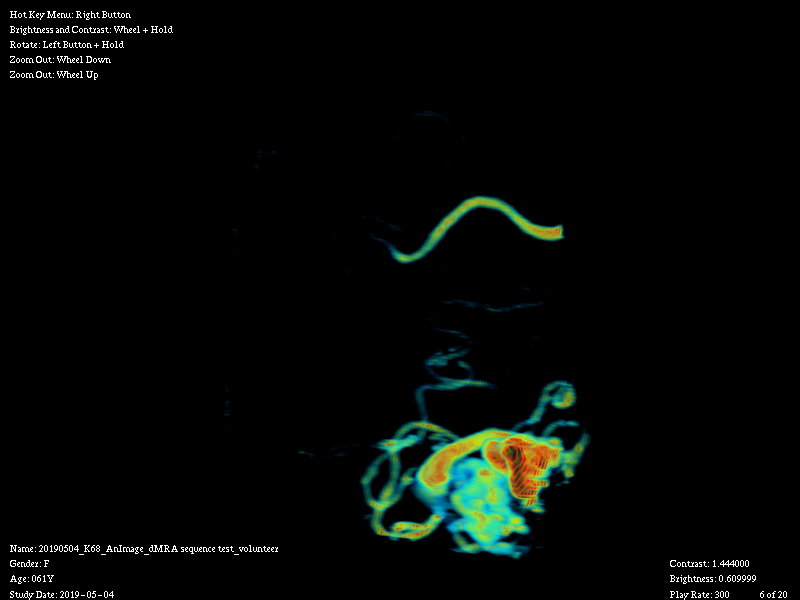 Hot Key Menu: Right Button
Brightness and Contrast: Wheel + Hold
Rotate: Left Button + Hold
Zoom Out: Wheel Down
Zoom Out: Wheel Up
Name: 20190504_K68_AnImage_dMRA sequence test_volunteer
Gender: F
Age: 061Y
Study Date: 2019-05-04
Contrast: 1.444000
Brightness: 0.609999
Play Rate: 300 6 of 20